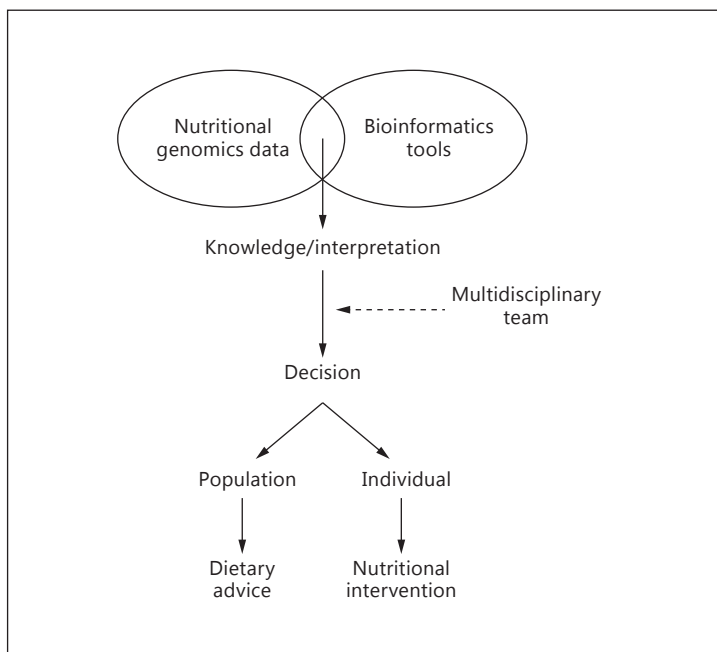 Nutritional
genomics data
Bioinformatics
tools
Knowledge/interpretation
Multidisciplinary
team
Decision
Population
Individual
Dietary
advice
Nutritional
intervention